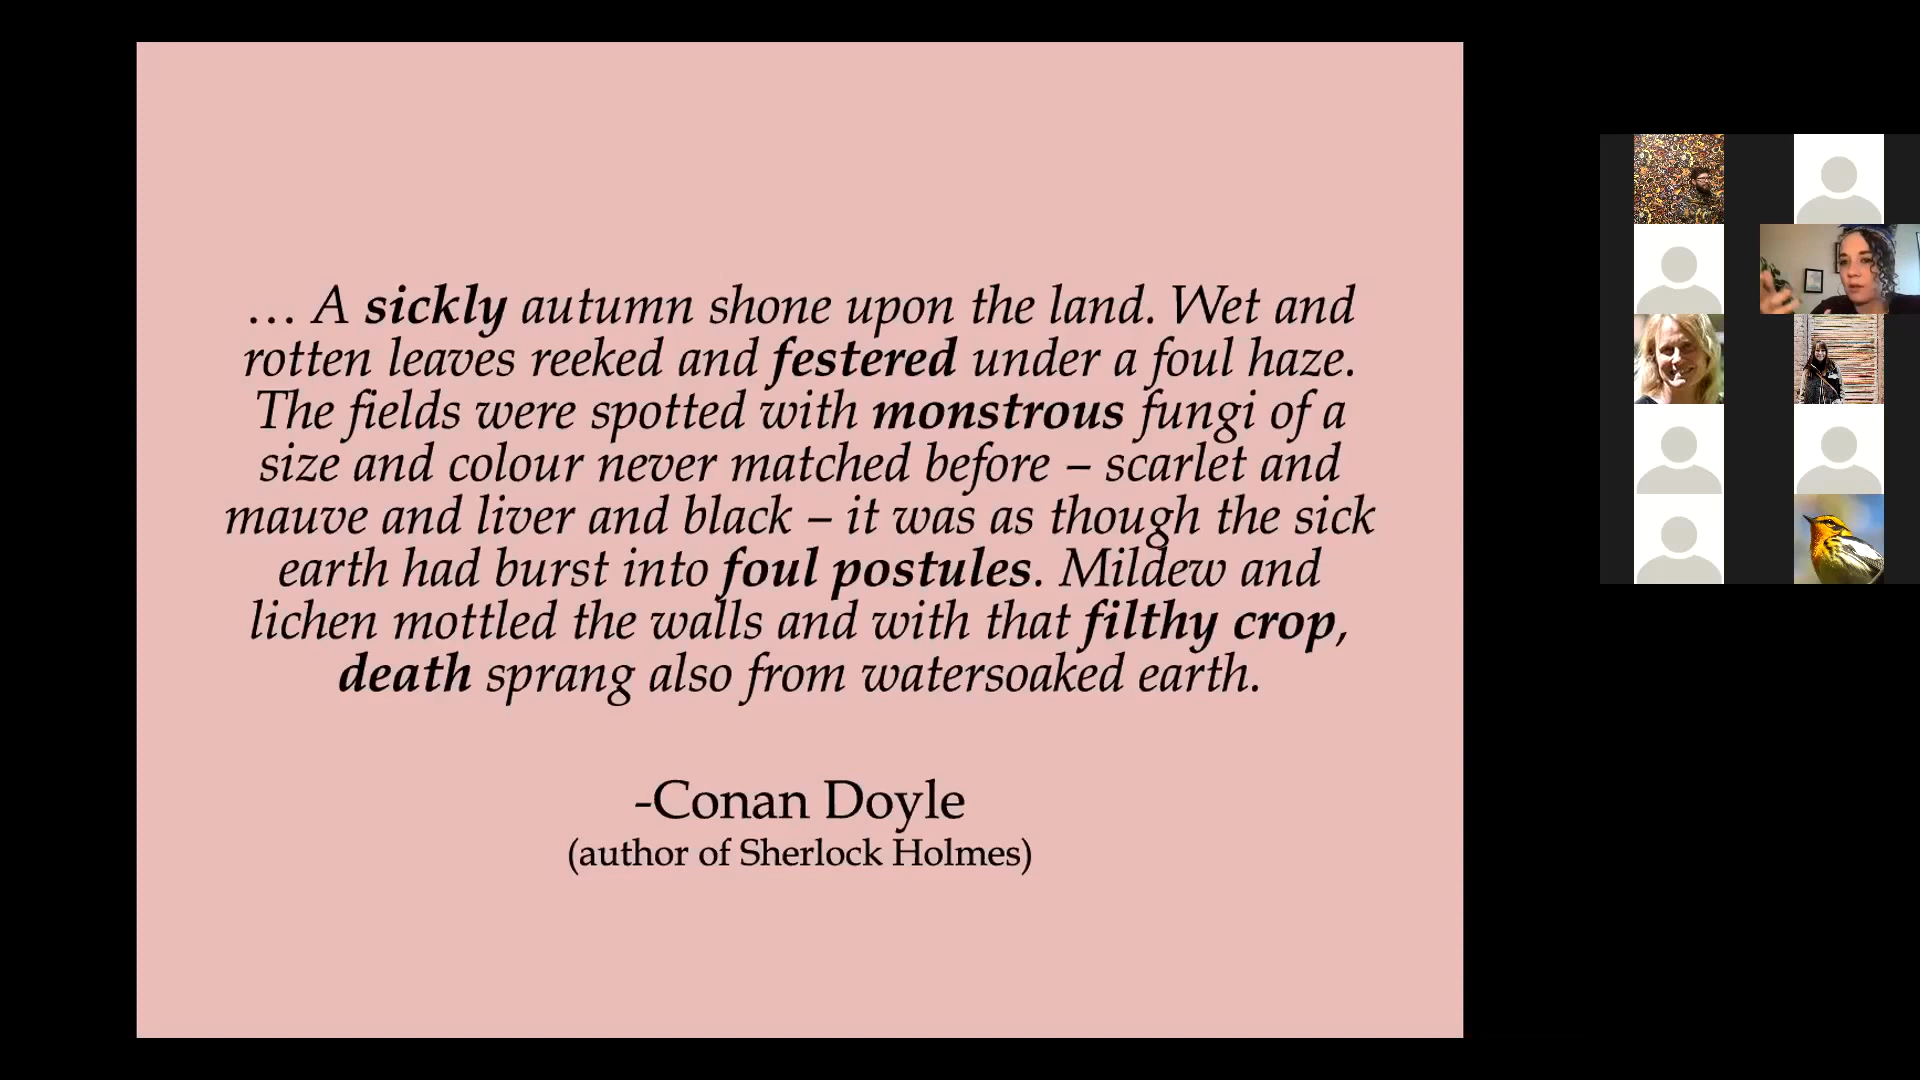 … A sickly autumn shone upon the land. Wet and
rotten leaves reeked and festered under a foul haze.
The fields were spotted with monstrous fungi of a
size and colour never matched before – scarlet and
mauve and liver and black – it was as though the sick
earth had burst into foul postules. Mildew and
lichen mottled the walls and with that filthy crop,
death sprang also from watersoaked earth.
-Conan Doyle
(author of Sherlock Holmes)